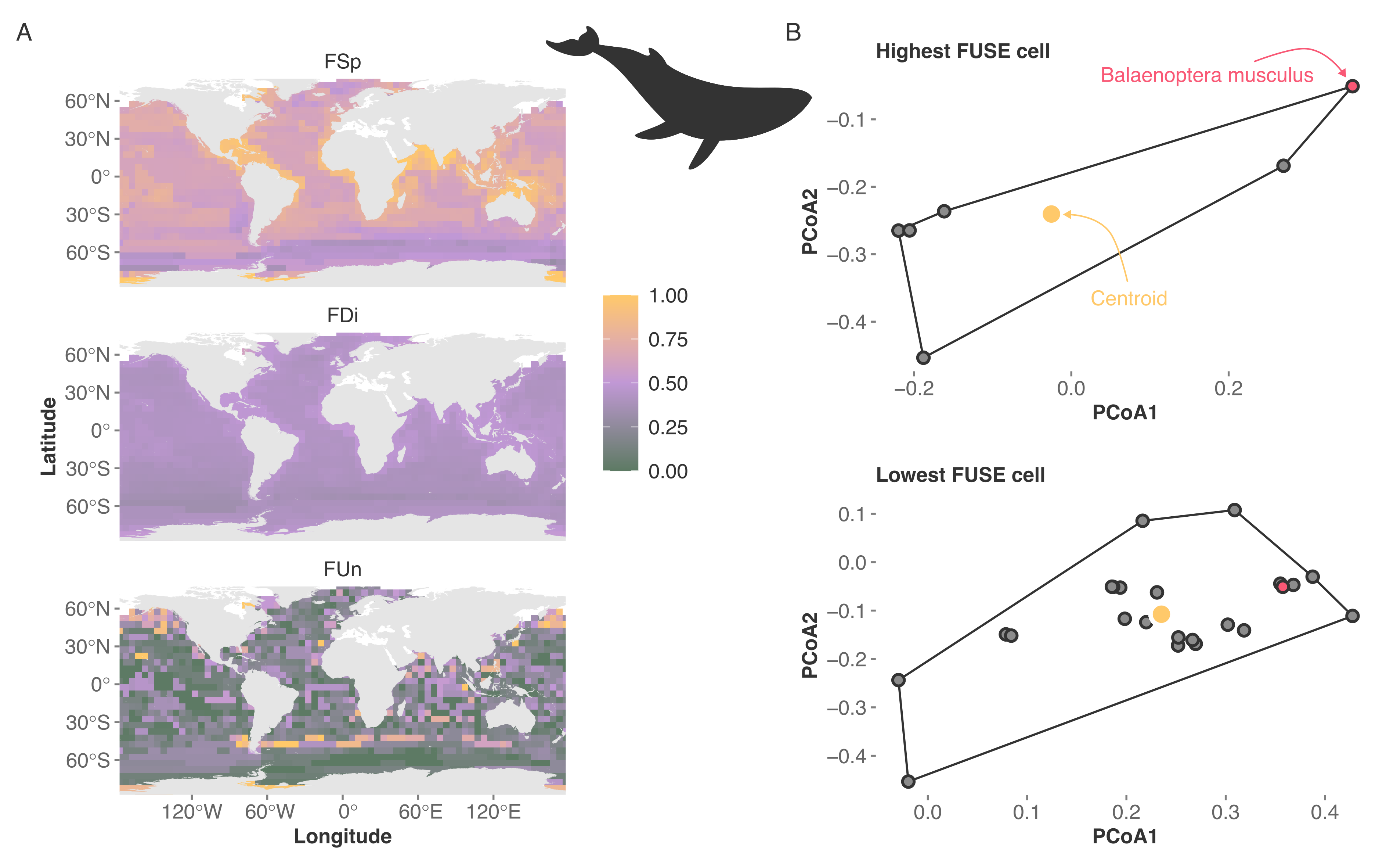 A
FSp
60°N
30°N
0°
30°S
60°S
FDi
60°N
30°N
0°
30°S
60°S
Latitude
FUn
60°N
30°N
0°
30°S
60°S
120°W 60°W 0° 60°E 120°E
Longitude
1.00
0.75
0.50
0.25
0.00
B
Highest FUSE cell
Balaenoptera musculus
Centroid
−0.1
−0.2
−0.3
−0.4
PCoA2
−0.2 0.0 0.2
PCoA1
Lowest FUSE cell
0.1
0.0
−0.1
−0.2
−0.3
−0.4
PCoA2
0.0 0.1 0.2 0.3 0.4
PCoA1